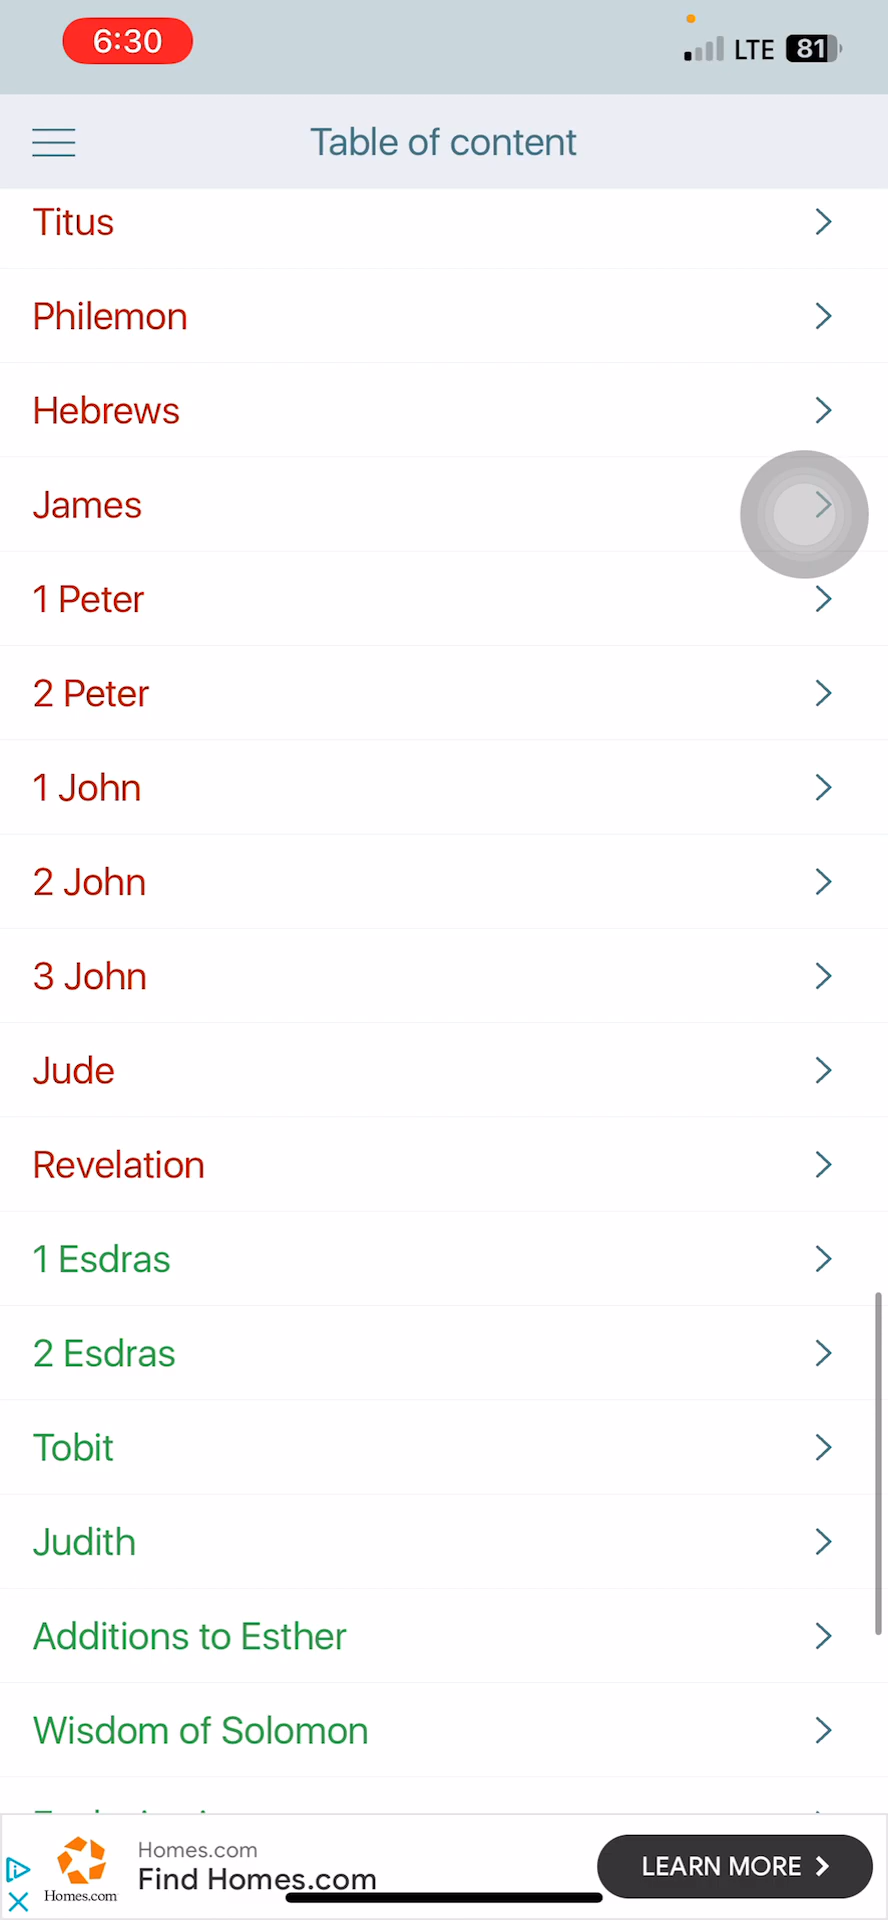 6:30
LTE 81
Table of content
Titus
Philemon
Hebrews
James
1 Peter
2 Peter
1 John
2 John
3 John
Jude
Revelation
1 Esdras
2 Esdras
Tobit
Judith
Additions to Esther
Wisdom of Solomon
Homes.com
Find Homes.com
LEARN MORE
Homes.com